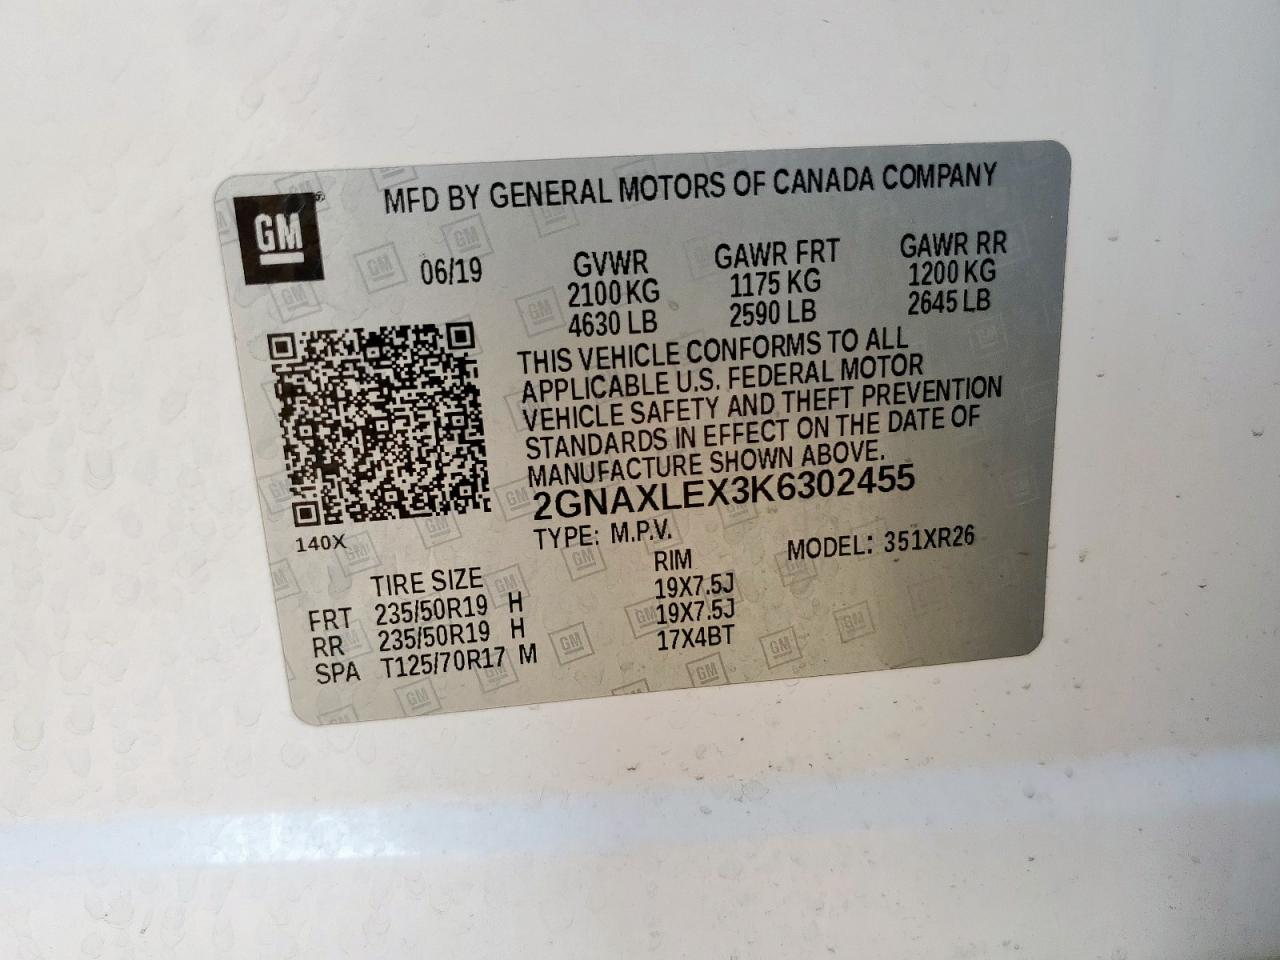 MFD BY GENERAL MOTORS OF CANADA COMPANY
GM
06/19
GVWR GAWR FRT GAWR RR
2100 KG 1175 KG 1200 KG
4630 LB 2590 LB 2645 LB
THIS VEHICLE CONFORMS TO ALL
APPLICABLE U.S. FEDERAL MOTOR
VEHICLE SAFETY AND THEFT PREVENTION
STANDARDS IN EFFECT ON THE DATE OF
MANUFACTURE SHOWN ABOVE.
2GNAXLEX3K6302455
140X
TYPE: M.P.V. MODEL: 351XR26
TIRE SIZE RIM
FRT 235/50R19 H 19X7.5J
RR 235/50R19 H 19X7.5J
SPA T125/70R17 M 17X4BT